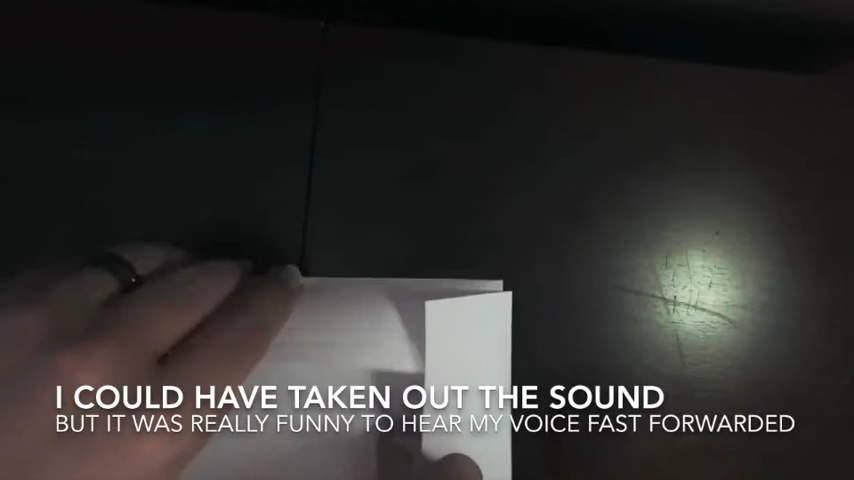 I COULD HAVE TAKEN OUT THE SOUND
BUT IT WAS REALLY FUNNY TO HEAR MY VOICE FAST FORWARDED